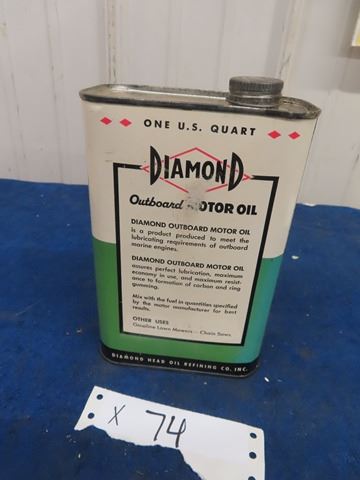 ONE U.S. QUART
DIAMOND
Outboard MOTOR OIL
DIAMOND OUTBOARD MOTOR OIL
is a product produced to meet the
lubricating requirements of outboard
marine engines.
DIAMOND OUTBOARD MOTOR OIL
assures perfect lubrication, maximum
economy in use, and maximum resist-
ance to formation of carbon and ring
gumming.
Mix with the fuel in quantities specified
by the motor manufacturer for best
results.
OTHER USES
Gasoline Lawn Mowers — Chain Saws
DIAMOND HEAD OIL REFINING CO. INC.
X 74